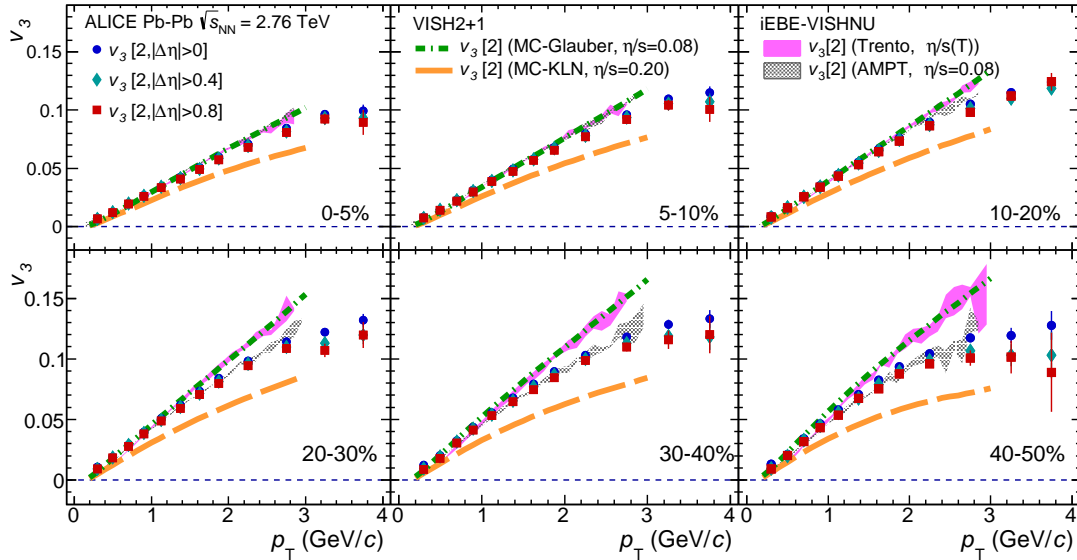 ALICE Pb-Pb √s_NN = 2.76 TeV
v₃ [2,|Δη|>0]
v₃ [2,|Δη|>0.4]
v₃ [2,|Δη|>0.8]
VISH2+1
v₃ [2] (MC-Glauber, η/s=0.08)
v₃ [2] (MC-KLN, η/s=0.20)
iEBE-VISHNU
v₃[2] (Trento, η/s(T))
v₃[2] (AMPT, η/s=0.08)
v₃
0.15
0.1
0.05
0
0-5%
5-10%
10-20%
v₃
0.15
0.1
0.05
0
20-30%
30-40%
40-50%
0 1 2 3 4 0 1 2 3 4 0 1 2 3 4
p_T (GeV/c) p_T (GeV/c) p_T (GeV/c)